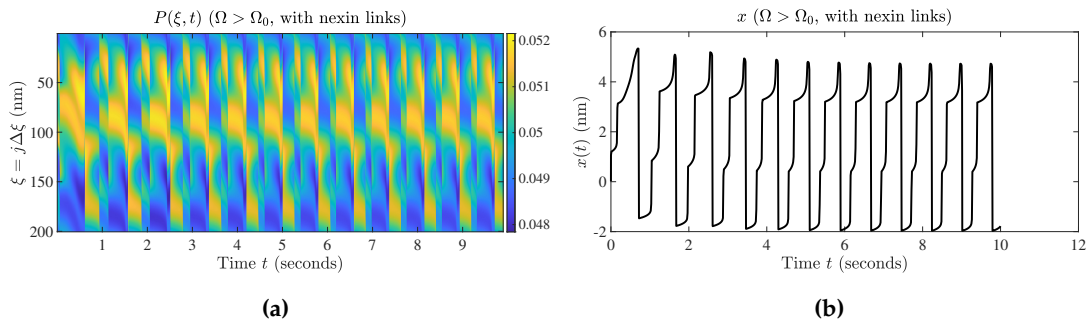 P(ξ, t) (Ω > Ω₀, with nexin links)
ξ = jΔξ (nm)
50
100
150
200
1 2 3 4 5 6 7 8 9
Time t (seconds)
0.052
0.051
0.05
0.049
0.048
(a)
x (Ω > Ω₀, with nexin links)
x(t) (nm)
6
4
2
0
-2
0 2 4 6 8 10 12
Time t (seconds)
(b)